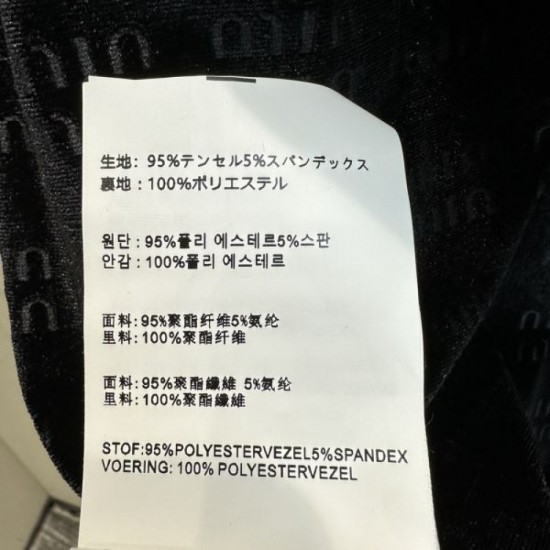 生地: 95%テンセル5%スパンデックス
裏地:100%ポリエステル
원단:95%폴리 에스테르5%스판
안감:100%폴리 에스테르
面料:95%聚酯纤维5%氨纶
里料:100%聚酯纤维
面料:95%聚酯纖維 5%氨纶
里料:100%聚酯纖維
STOF:95%POLYESTERVEZEL5%SPANDEX
VOERING: 100% POLYESTERVEZEL